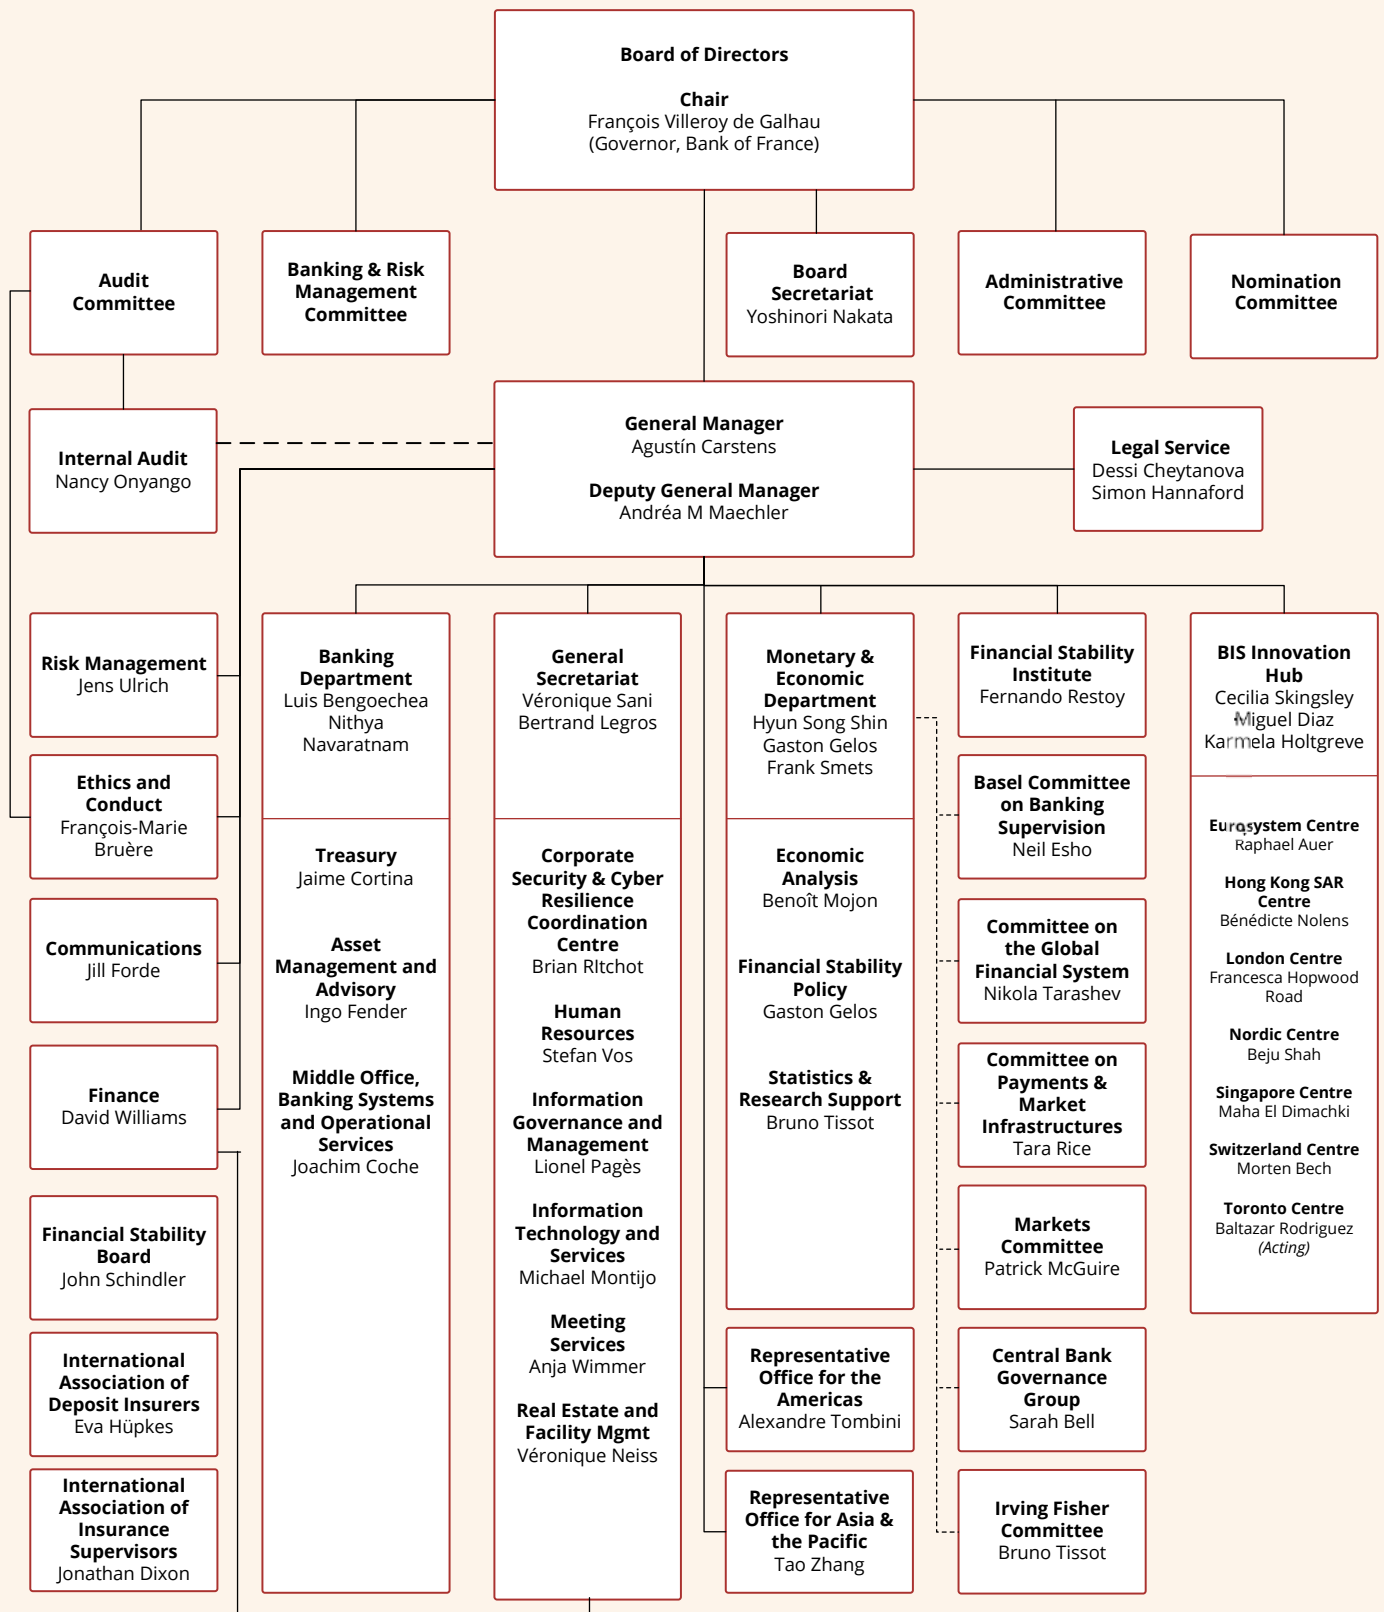 Board of Directors
Chair
François Villeroy de Galhau
(Governor, Bank of France)
Audit
Committee
Banking & Risk
Management
Committee
Board
Secretariat
Yoshinori Nakata
Administrative
Committee
Nomination
Committee
Internal Audit
Nancy Onyango
General Manager
Agustín Carstens
Deputy General Manager
Andréa M Maechler
Legal Service
Dessi Cheytanova
Simon Hannaford
Risk Management
Jens Ulrich
Ethics and
Conduct
François-Marie
Bruère
Communications
Jill Forde
Finance
David Williams
Financial Stability
Board
John Schindler
International
Association of
Deposit Insurers
Eva Hüpkes
International
Association of
Insurance
Supervisors
Jonathan Dixon
Banking
Department
Luis Bengoechea
Nithya
Navaratnam
Treasury
Jaime Cortina
Asset
Management and
Advisory
Ingo Fender
Middle Office,
Banking Systems
and Operational
Services
Joachim Coche
General
Secretariat
Véronique Sani
Bertrand Legros
Corporate
Security & Cyber
Resilience
Coordination
Centre
Brian RItchot
Human
Resources
Stefan Vos
Information
Governance and
Management
Lionel Pagès
Information
Technology and
Services
Michael Montijo
Meeting
Services
Anja Wimmer
Real Estate and
Facility Mgmt
Véronique Neiss
Monetary &
Economic
Department
Hyun Song Shin
Gaston Gelos
Frank Smets
Economic
Analysis
Benoît Mojon
Financial Stability
Policy
Gaston Gelos
Statistics &
Research Support
Bruno Tissot
Representative
Office for the
Americas
Alexandre Tombini
Representative
Office for Asia &
the Pacific
Tao Zhang
Financial Stability
Institute
Fernando Restoy
Basel Committee
on Banking
Supervision
Neil Esho
Committee on
the Global
Financial System
Nikola Tarashev
Committee on
Payments &
Market
Infrastructures
Tara Rice
Markets
Committee
Patrick McGuire
Central Bank
Governance
Group
Sarah Bell
Irving Fisher
Committee
Bruno Tissot
BIS Innovation
Hub
Cecilia Skingsley
Miguel Diaz
Karmela Holtgreve
Eurosystem Centre
Raphael Auer
Hong Kong SAR
Centre
Bénédicte Nolens
London Centre
Francesca Hopwood
Road
Nordic Centre
Beju Shah
Singapore Centre
Maha El Dimachki
Switzerland Centre
Morten Bech
Toronto Centre
Baltazar Rodriguez
(Acting)